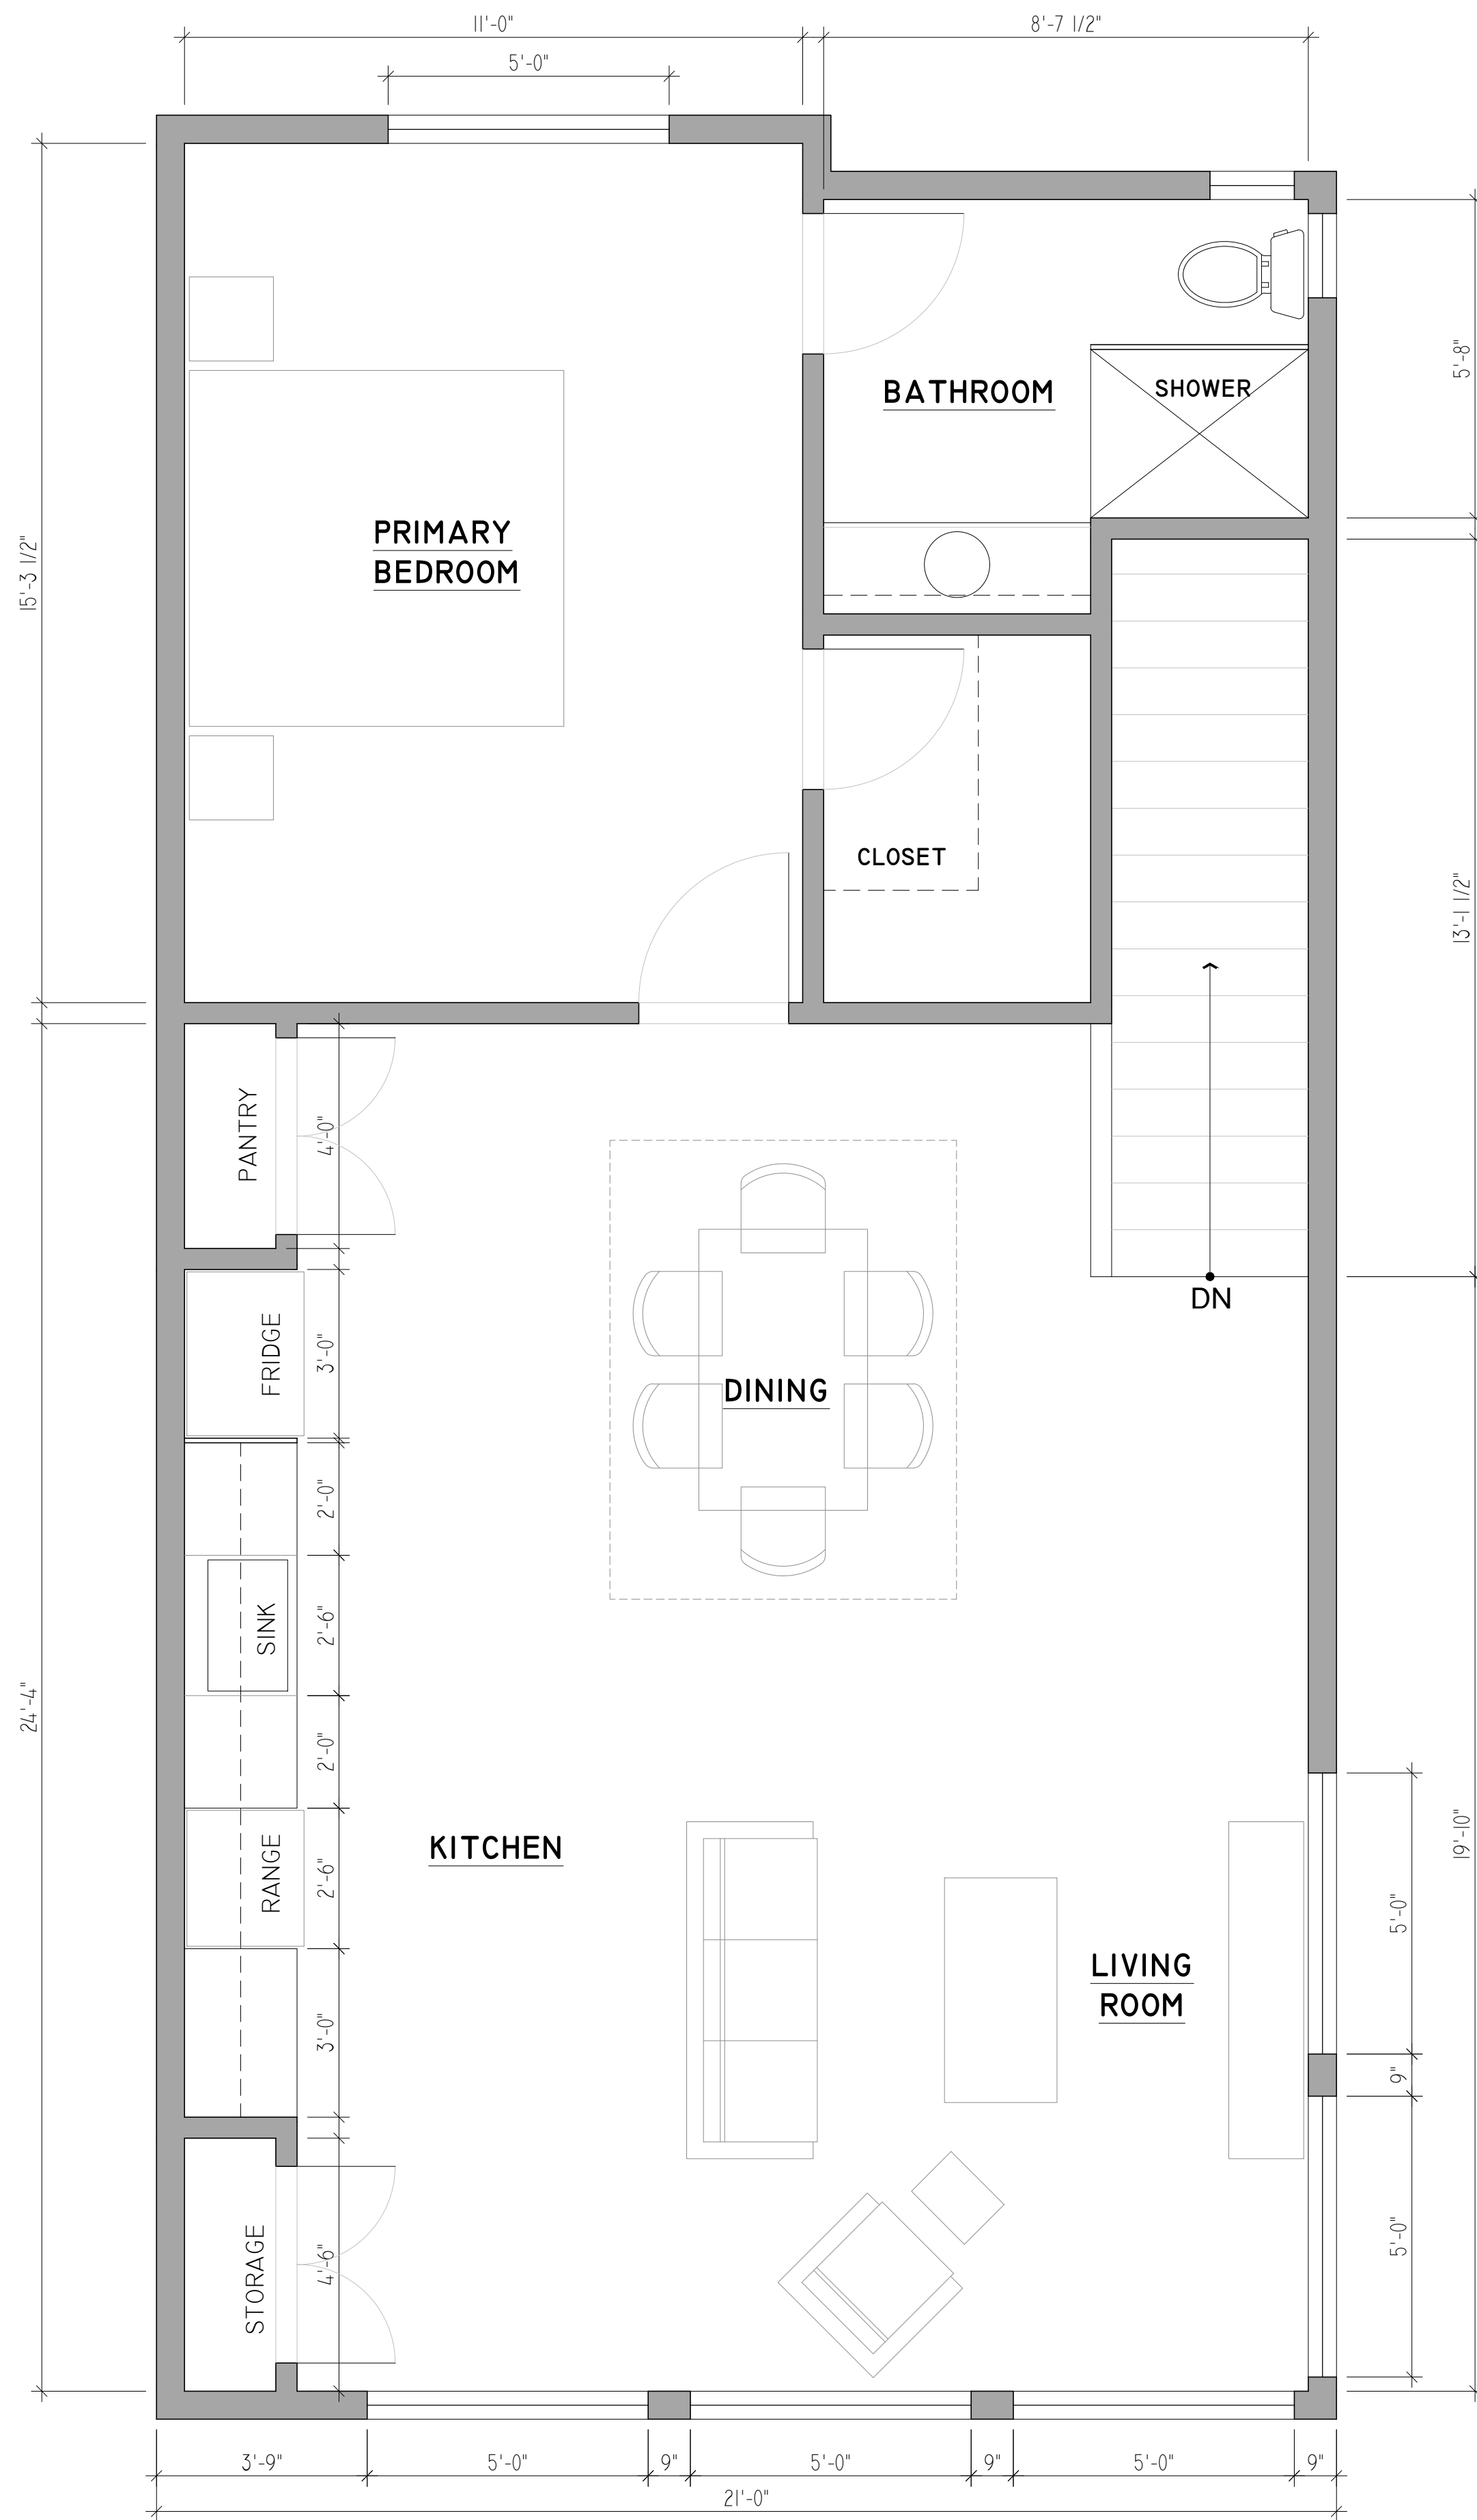 11'-0"
8'-7 1/2"
5'-0"
5'-8"
BATHROOM
SHOWER
PRIMARY
BEDROOM
15'-3 1/2"
CLOSET
13'-1 1/2"
PANTRY
4'-0"
DN
FRIDGE
3'-0"
DINING
2'-0"
SINK
2'-6"
24'-4"
2'-0"
KITCHEN
RANGE
2'-6"
19'-10"
5'-0"
LIVING
ROOM
3'-0"
9"
STORAGE
4'-6"
5'-0"
3'-9"
5'-0"
9"
5'-0"
9"
5'-0"
9"
21'-0"